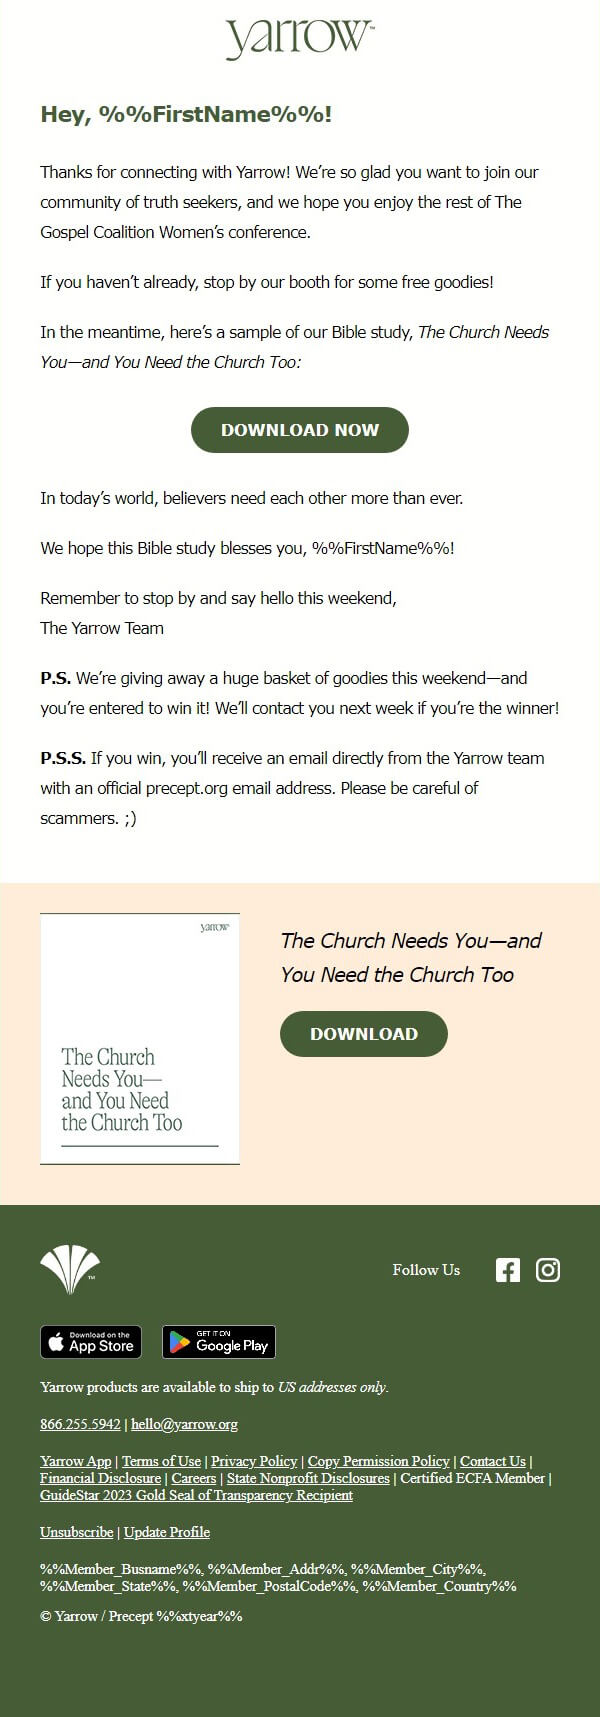 yarrow™
Hey, %%FirstName%%!
Thanks for connecting with Yarrow! We’re so glad you want to join our
community of truth seekers, and we hope you enjoy the rest of The
Gospel Coalition Women’s conference.
If you haven’t already, stop by our booth for some free goodies!
In the meantime, here’s a sample of our Bible study, The Church Needs
You—and You Need the Church Too:
DOWNLOAD NOW
In today’s world, believers need each other more than ever.
We hope this Bible study blesses you, %%FirstName%%!
Remember to stop by and say hello this weekend,
The Yarrow Team
P.S. We’re giving away a huge basket of goodies this weekend—and
you’re entered to win it! We’ll contact you next week if you’re the winner!
P.S.S. If you win, you’ll receive an email directly from the Yarrow team
with an official precept.org email address. Please be careful of
scammers. ;)
yarrow
The Church
Needs You—
and You Need
the Church Too
The Church Needs You—and
You Need the Church Too
DOWNLOAD
™
Follow Us
Download on the
App Store
GET IT ON
Google Play
Yarrow products are available to ship to US addresses only.
866.255.5942 | hello@yarrow.org
Yarrow App | Terms of Use | Privacy Policy | Copy Permission Policy | Contact Us |
Financial Disclosure | Careers | State Nonprofit Disclosures | Certified ECFA Member |
GuideStar 2023 Gold Seal of Transparency Recipient
Unsubscribe | Update Profile
%%Member_Busname%%, %%Member_Addr%%, %%Member_City%%,
%%Member_State%%, %%Member_PostalCode%%, %%Member_Country%%
© Yarrow / Precept %%xtyear%%